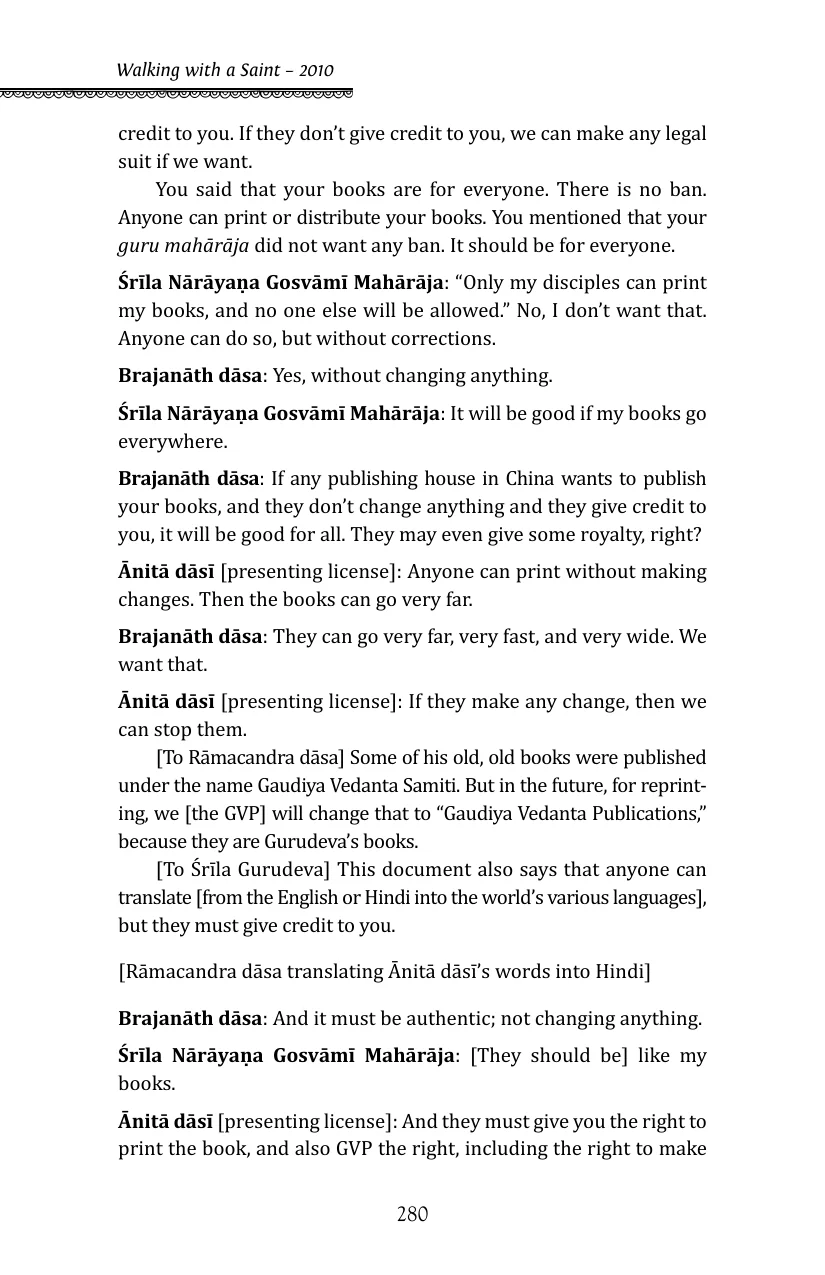 Walking with a Saint – 2010
credit to you. If they don’t give credit to you, we can make any legal
suit if we want.
You said that your books are for everyone. There is no ban.
Anyone can print or distribute your books. You mentioned that your
guru mahārāja did not want any ban. It should be for everyone.
Śrīla Nārāyaṇa Gosvāmī Mahārāja: “Only my disciples can print
my books, and no one else will be allowed.” No, I don’t want that.
Anyone can do so, but without corrections.
Brajanāth dāsa: Yes, without changing anything.
Śrīla Nārāyaṇa Gosvāmī Mahārāja: It will be good if my books go
everywhere.
Brajanāth dāsa: If any publishing house in China wants to publish
your books, and they don’t change anything and they give credit to
you, it will be good for all. They may even give some royalty, right?
Ānitā dāsī [presenting license]: Anyone can print without making
changes. Then the books can go very far.
Brajanāth dāsa: They can go very far, very fast, and very wide. We
want that.
Ānitā dāsī [presenting license]: If they make any change, then we
can stop them.
[To Rāmacandra dāsa] Some of his old, old books were published
under the name Gaudiya Vedanta Samiti. But in the future, for reprint-
ing, we [the GVP] will change that to “Gaudiya Vedanta Publications,”
because they are Gurudeva’s books.
[To Śrīla Gurudeva] This document also says that anyone can
translate [from the English or Hindi into the world’s various languages],
but they must give credit to you.
[Rāmacandra dāsa translating Ānitā dāsī’s words into Hindi]
Brajanāth dāsa: And it must be authentic; not changing anything.
Śrīla Nārāyaṇa Gosvāmī Mahārāja: [They should be] like my
books.
Ānitā dāsī [presenting license]: And they must give you the right to
print the book, and also GVP the right, including the right to make
280